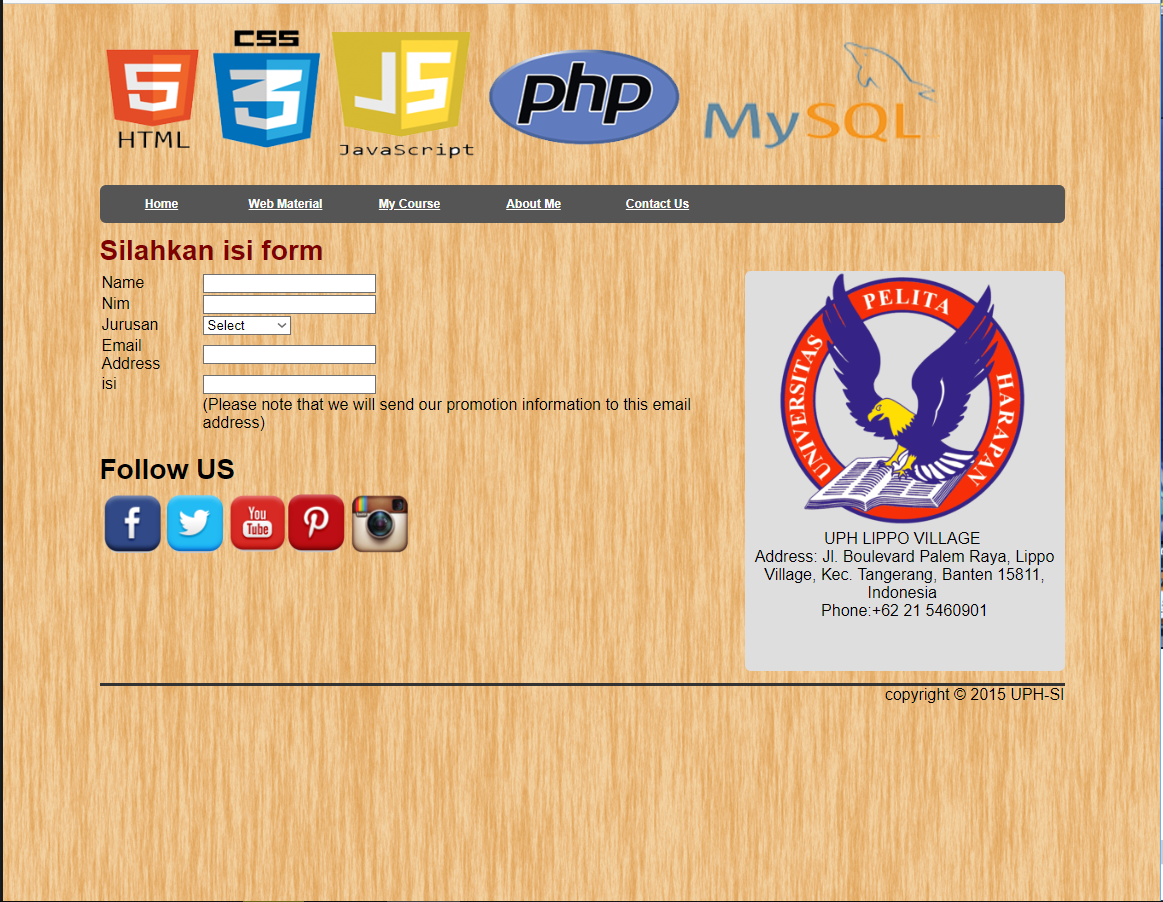 CSS
5 3 JS php MySQL
HTML
JavaScript
Home Web Material My Course About Me Contact Us
Silahkan isi form
Name
Nim
Jurusan Select
Email
Address
isi
(Please note that we will send our promotion information to this email
address)
Follow US
f You
Tube
UNIVERSITAS PELITA HARAPAN
UPH LIPPO VILLAGE
Address: Jl. Boulevard Palem Raya, Lippo
Village, Kec. Tangerang, Banten 15811,
Indonesia
Phone:+62 21 5460901
copyright © 2015 UPH-SI